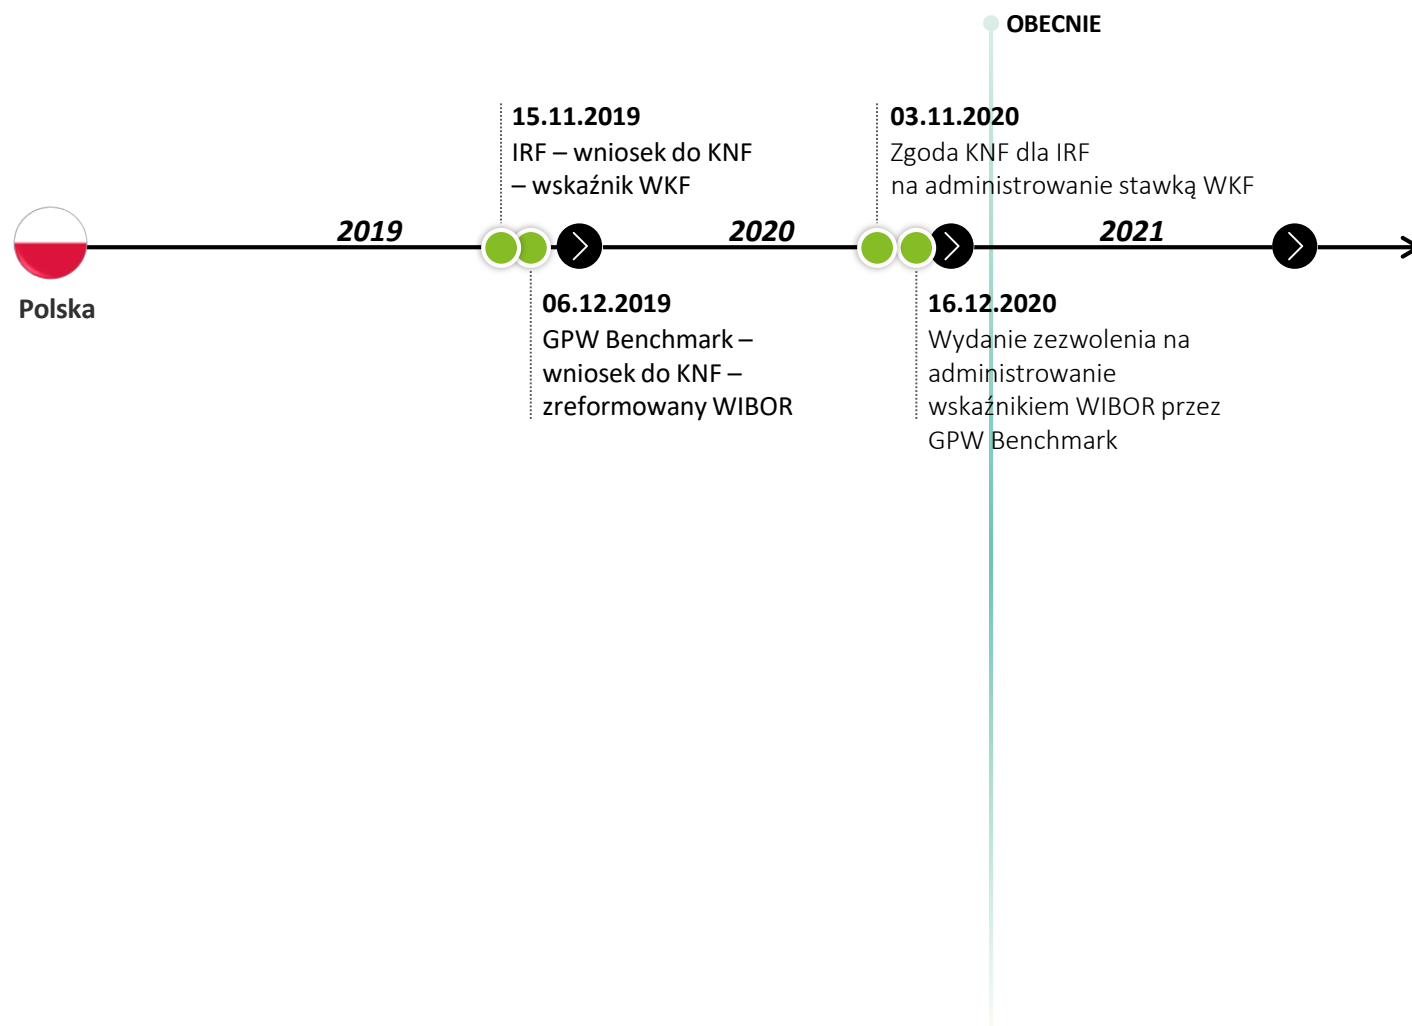 OBECNIE
15.11.2019
IRF – wniosek do KNF
– wskaźnik WKF
03.11.2020
Zgoda KNF dla IRF
na administrowanie stawką WKF
2019
2020
2021
Polska
06.12.2019
GPW Benchmark –
wniosek do KNF –
zreformowany WIBOR
16.12.2020
Wydanie zezwolenia na
administrowanie
wskaźnikiem WIBOR przez
GPW Benchmark